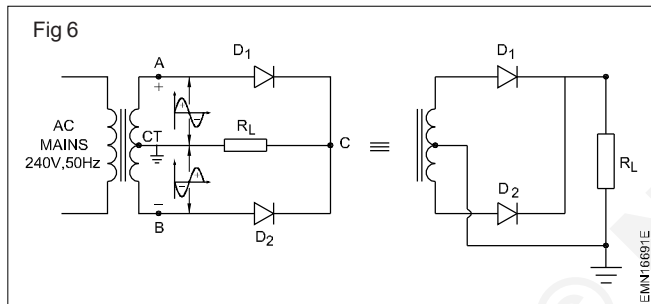 Fig 6
A
D1
D1
+
+
−
AC
MAINS
240V,50Hz
CT
RL
C
≡
RL
+
−
−
B
D2
D2
EMN16691E